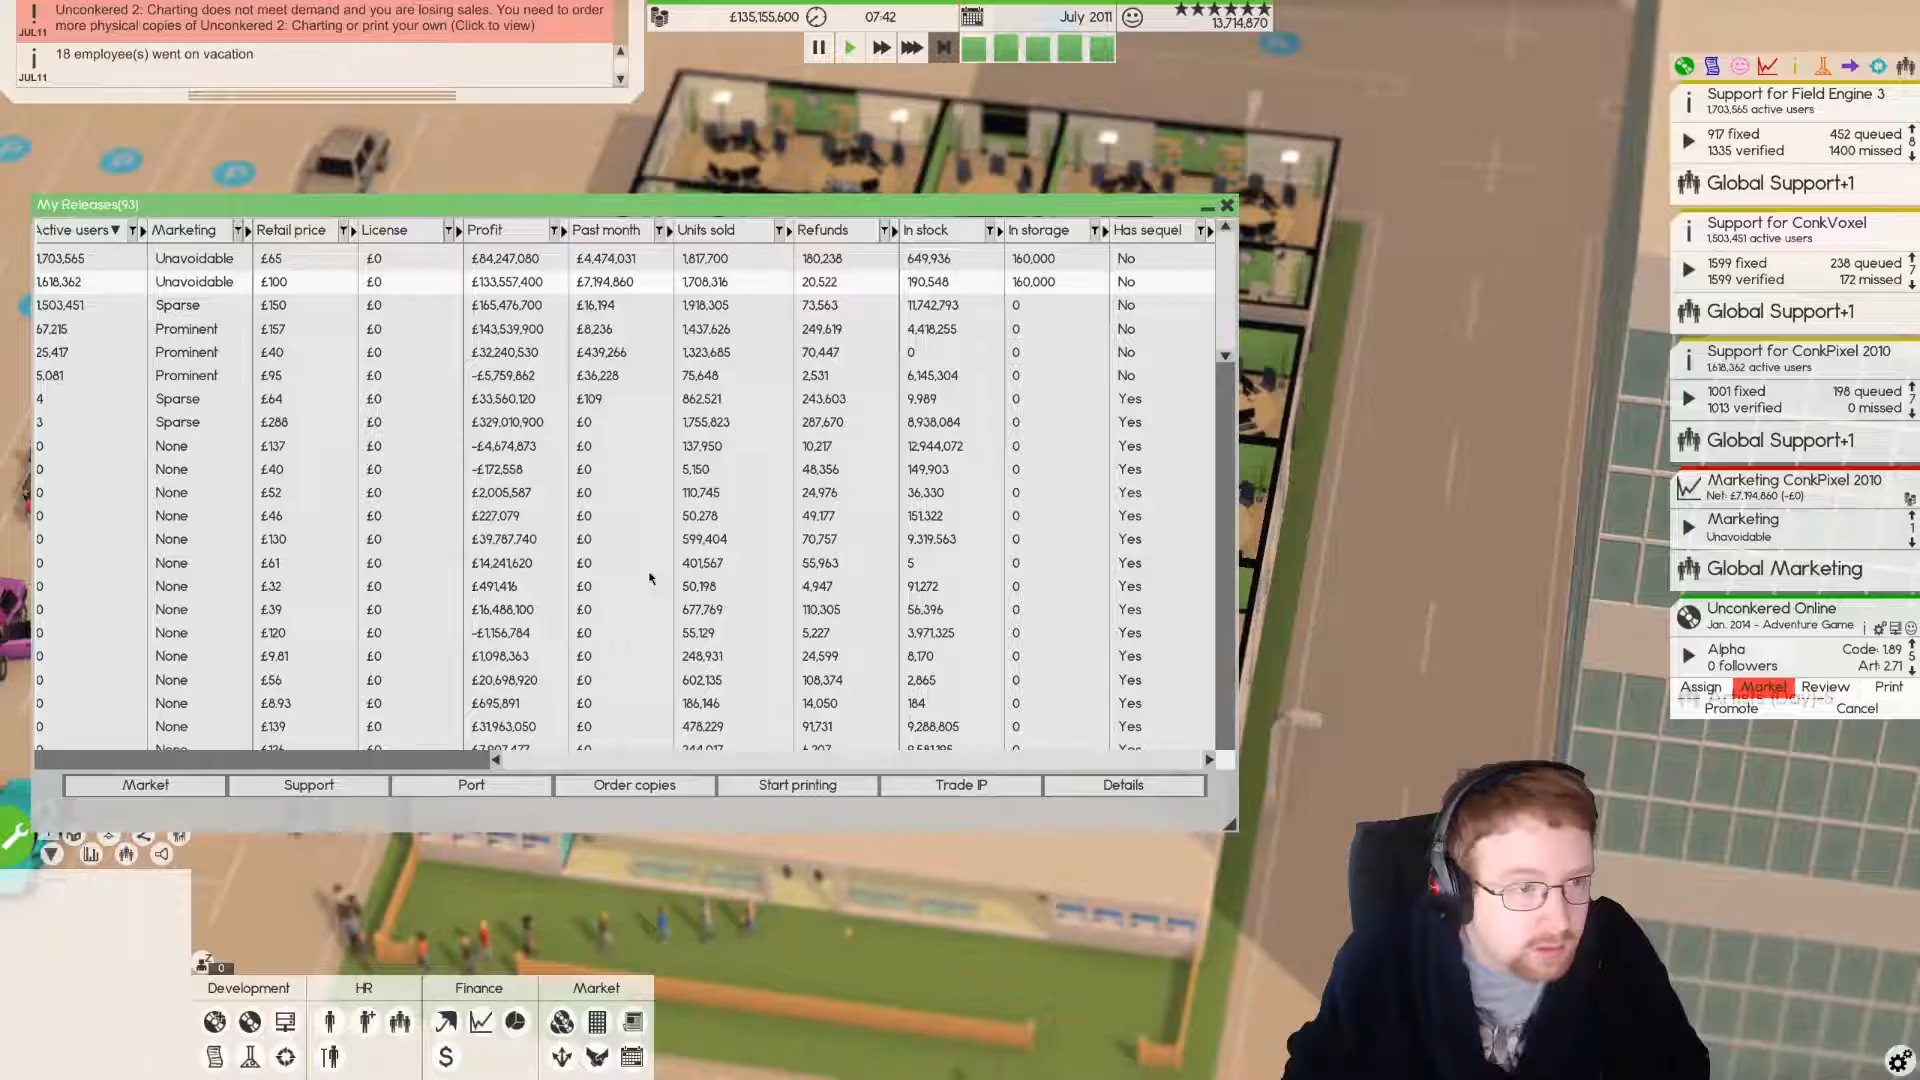 Unconkered 2: Charting does not meet demand and you are losing sales. You need to order
more physical copies of Unconkered 2: Charting or print your own (Click to view)
JUL11
18 employee(s) went on vacation
JUL11
£135,155,600
07:42
July 2011
13,714,870
My Releases(93)
Active users Marketing Retail price License Profit Past month Units sold Refunds In stock In storage Has sequel
1,703,565 Unavoidable £65 £0 £84,247,080 £4,474,031 1,817,700 180,238 649,936 160,000 No
1,618,362 Unavoidable £100 £0 £133,557,400 £7,194,860 1,708,316 20,522 190,548 160,000 No
1,503,451 Sparse £150 £0 £165,476,700 £16,194 1,918,305 73,563 11,742,793 0 No
67,215 Prominent £157 £0 £143,539,900 £8,236 1,437,626 249,619 4,418,255 0 No
25,417 Prominent £40 £0 £32,240,530 £439,266 1,323,685 70,447 0 0 No
5,081 Prominent £95 £0 -£5,759,862 £36,228 75,648 2,531 6,145,304 0 No
4 Sparse £64 £0 £33,560,120 £109 862,521 243,603 9,989 0 Yes
3 Sparse £288 £0 £329,010,900 £0 1,755,823 287,670 8,938,084 0 Yes
0 None £137 £0 -£4,674,873 £0 137,950 10,217 12,944,072 0 Yes
0 None £40 £0 -£172,558 £0 5,150 48,356 149,903 0 Yes
0 None £52 £0 £2,005,587 £0 110,745 24,976 36,330 0 Yes
0 None £46 £0 £227,079 £0 50,278 49,177 151,322 0 Yes
0 None £130 £0 £39,787,740 £0 599,404 70,757 9,319,563 0 Yes
0 None £61 £0 £14,241,620 £0 401,567 55,963 5 0 Yes
0 None £32 £0 £491,416 £0 50,198 4,947 91,272 0 Yes
0 None £39 £0 £16,488,100 £0 677,769 110,305 56,396 0 Yes
0 None £120 £0 -£1,156,784 £0 55,129 5,227 3,971,325 0 Yes
0 None £9.81 £0 £1,098,363 £0 248,931 24,599 8,170 0 Yes
0 None £56 £0 £20,698,920 £0 602,135 108,374 2,865 0 Yes
0 None £8.93 £0 £695,891 £0 186,146 14,050 184 0 Yes
0 None £139 £0 £31,963,050 £0 478,229 91,731 9,288,805 0 Yes
Market Support Port Order copies Start printing Trade IP Details
Support for Field Engine 3
1,703,565 active users
917 fixed 452 queued
1335 verified 1400 missed
8
Global Support+1
Support for ConkVoxel
1,503,451 active users
1599 fixed 238 queued
1599 verified 172 missed
7
Global Support+1
Support for ConkPixel 2010
1,618,362 active users
1001 fixed 198 queued
1013 verified 0 missed
7
Global Support+1
Marketing ConkPixel 2010
Net: £7,194,860 (-£0)
Marketing
Unavoidable
1
Global Marketing
Unconkered Online
Jan. 2014 - Adventure Game
Alpha Code: 1.89
0 followers Art: 2.71
5
Assign Market Review Print
Promote Cancel
0
Development HR Finance Market